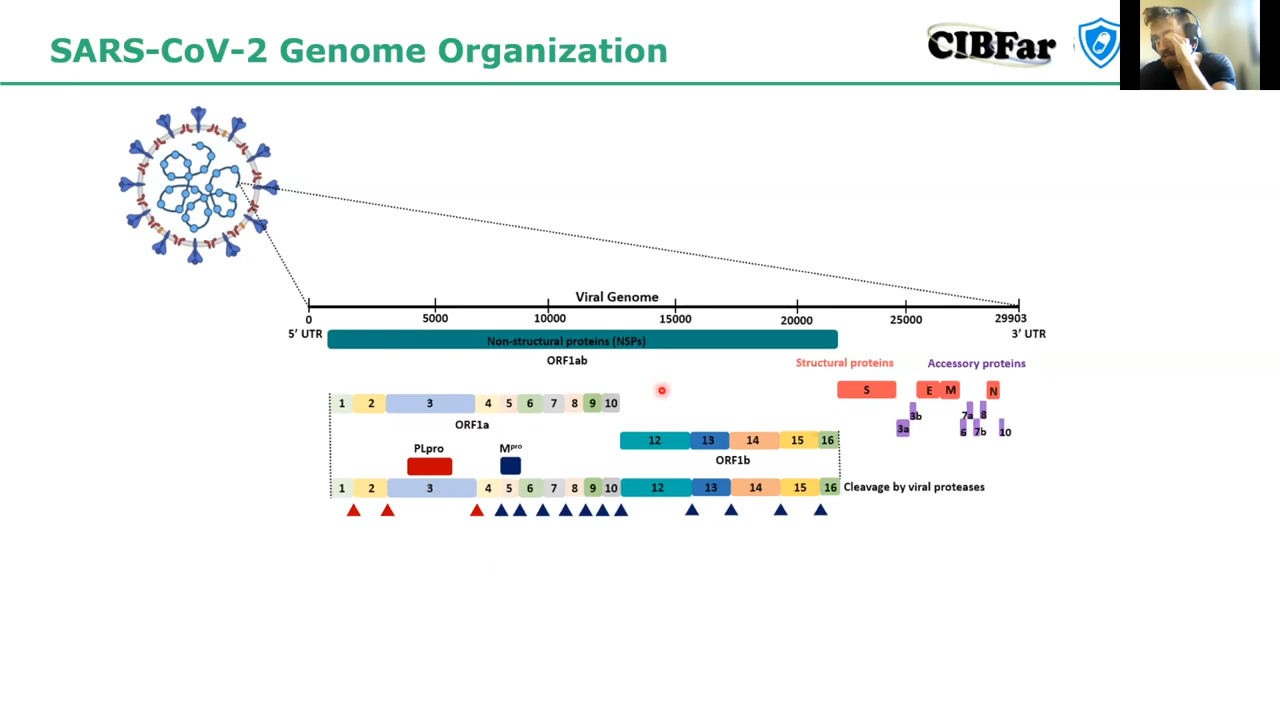 SARS-CoV-2 Genome Organization
CIBFar
Viral Genome
0 5000 10000 15000 20000 25000 29903
5' UTR 3' UTR
Non-structural proteins (NSPs)
ORF1ab
Structural proteins Accessory proteins
S E M N
3a 3b 6 7a 7b 8 10
1 2 3 4 5 6 7 8 9 10
ORF1a
12 13 14 15 16
ORF1b
PLpro Mpro
1 2 3 4 5 6 7 8 9 10 12 13 14 15 16 Cleavage by viral proteases